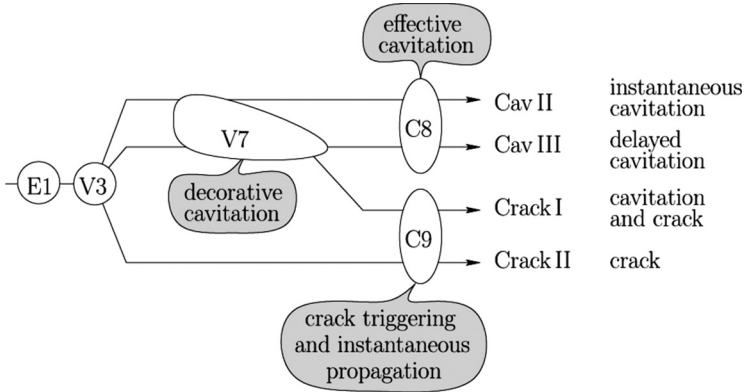 effective
cavitation
E1
V3
V7
C8
C9
decorative
cavitation
Cav II
instantaneous
cavitation
Cav III
delayed
cavitation
Crack I
cavitation
and crack
Crack II
crack
crack triggering
and instantaneous
propagation